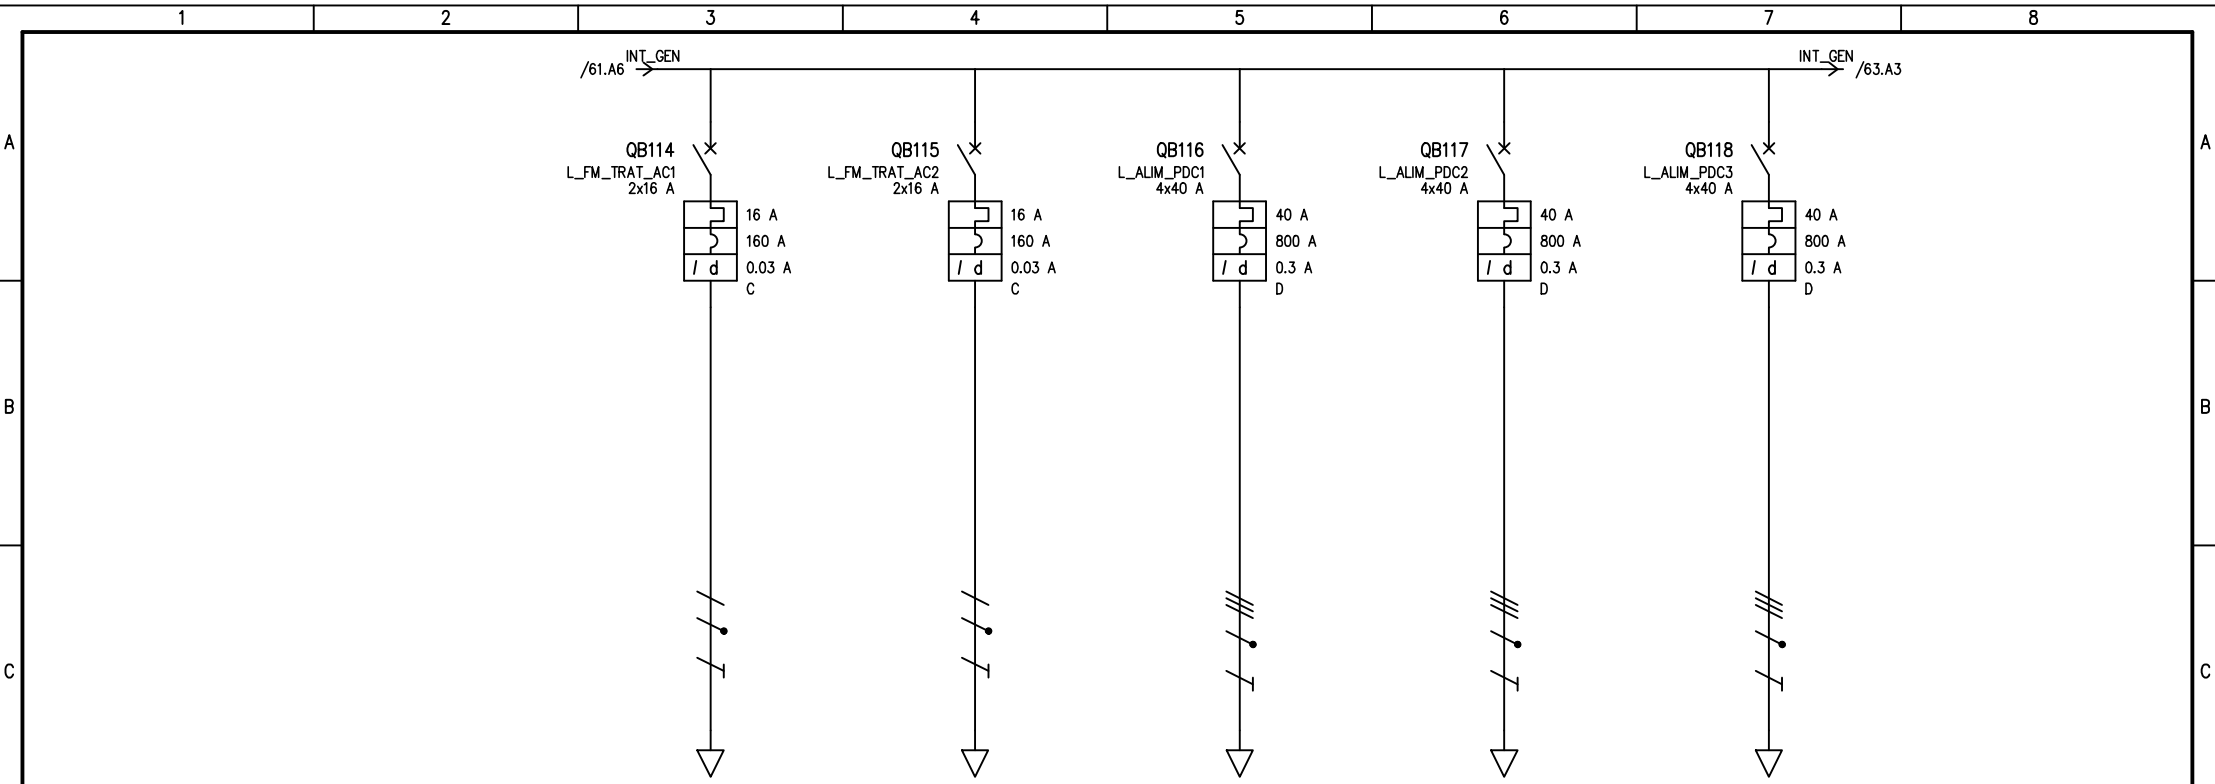 1 2 3 4 5 6 7 8
INT_GEN INT_GEN
/61.A6 /63.A3
A A
QB114 QB115 QB116 QB117 QB118
L_FM_TRAT_AC1 L_FM_TRAT_AC2 L_ALIM_PDC1 L_ALIM_PDC2 L_ALIM_PDC3
2x16 A 2x16 A 4x40 A 4x40 A 4x40 A
16 A 16 A 40 A 40 A 40 A
160 A 160 A 800 A 800 A 800 A
I d 0.03 A I d 0.03 A I d 0.3 A I d 0.3 A I d 0.3 A
C C D D D
B B
C C